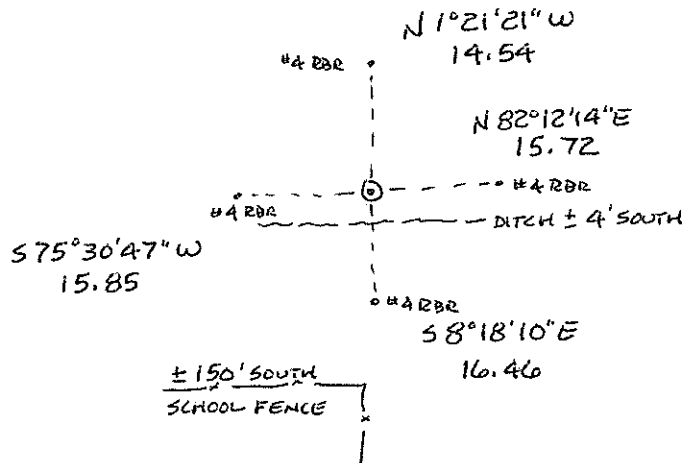 N 1°21'21" W
14.54
#4 RBR
N 82°12'14" E
15.72
#4 RBR
#4 RBR
DITCH ± 4' SOUTH
S 75°30'47" W
15.85
#4 RBR
S 8°18'10" E
16.46
± 150' SOUTH
SCHOOL FENCE